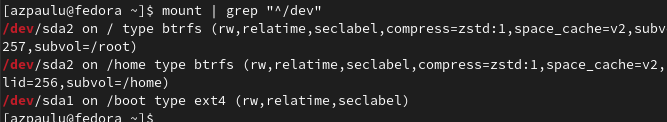 [azpaulu@fedora ~]$ mount | grep "^/dev"
/dev/sda2 on / type btrfs (rw,relatime,seclabel,compress=zstd:1,space_cache=v2,subv
257,subvol=/root)
/dev/sda2 on /home type btrfs (rw,relatime,seclabel,compress=zstd:1,space_cache=v2,
lid=256,subvol=/home)
/dev/sda1 on /boot type ext4 (rw,relatime,seclabel)
[azpaulu@fedora ~]$